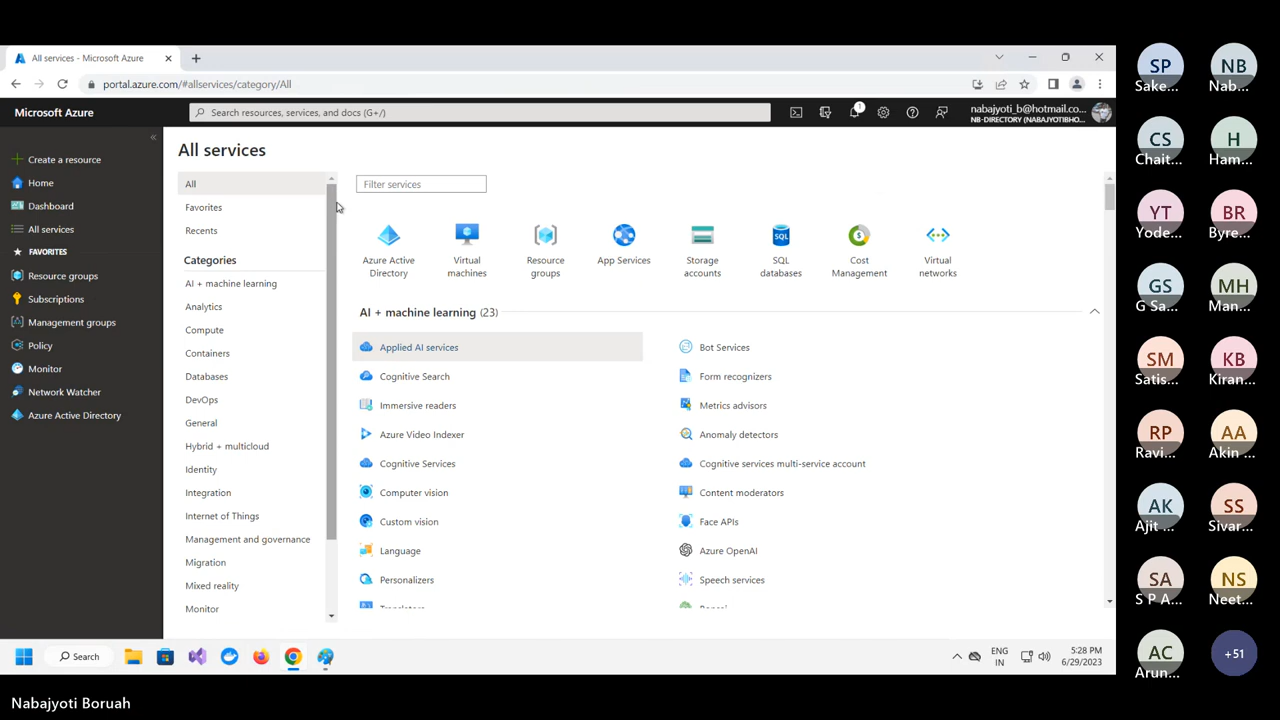 All services - Microsoft Azure
portal.azure.com/#allservices/category/All
Microsoft Azure
Search resources, services, and docs (G+/)
1
nabajyoti_b@hotmail.co...
NB-DIRECTORY (NABAJYOTIBHO...
Create a resource
Home
Dashboard
All services
FAVORITES
Resource groups
Subscriptions
Management groups
Policy
Monitor
Network Watcher
Azure Active Directory
All services
All
Favorites
Recents
Categories
AI + machine learning
Analytics
Compute
Containers
Databases
DevOps
General
Hybrid + multicloud
Identity
Integration
Internet of Things
Management and governance
Migration
Mixed reality
Monitor
Filter services
Azure Active
Directory
Virtual
machines
Resource
groups
App Services
Storage
accounts
SQL
SQL
databases
Cost
Management
Virtual
networks
AI + machine learning (23)
Applied AI services
Bot Services
Cognitive Search
Form recognizers
Immersive readers
Metrics advisors
Azure Video Indexer
Anomaly detectors
Cognitive Services
Cognitive services multi-service account
Computer vision
Content moderators
Custom vision
Face APIs
Language
Azure OpenAI
Personalizers
Speech services
Search
ENG
IN
5:28 PM
6/29/2023
SP
Sake...
NB
Nab...
CS
Chait...
H
Ham...
YT
Yode...
BR
Byre...
GS
G Sa...
MH
Man...
SM
Satis...
KB
Kiran...
RP
Ravi...
AA
Akin ...
AK
Ajit ...
SS
Sivar...
SA
S P A...
NS
Neet...
AC
Arun...
+51
Nabajyoti Boruah